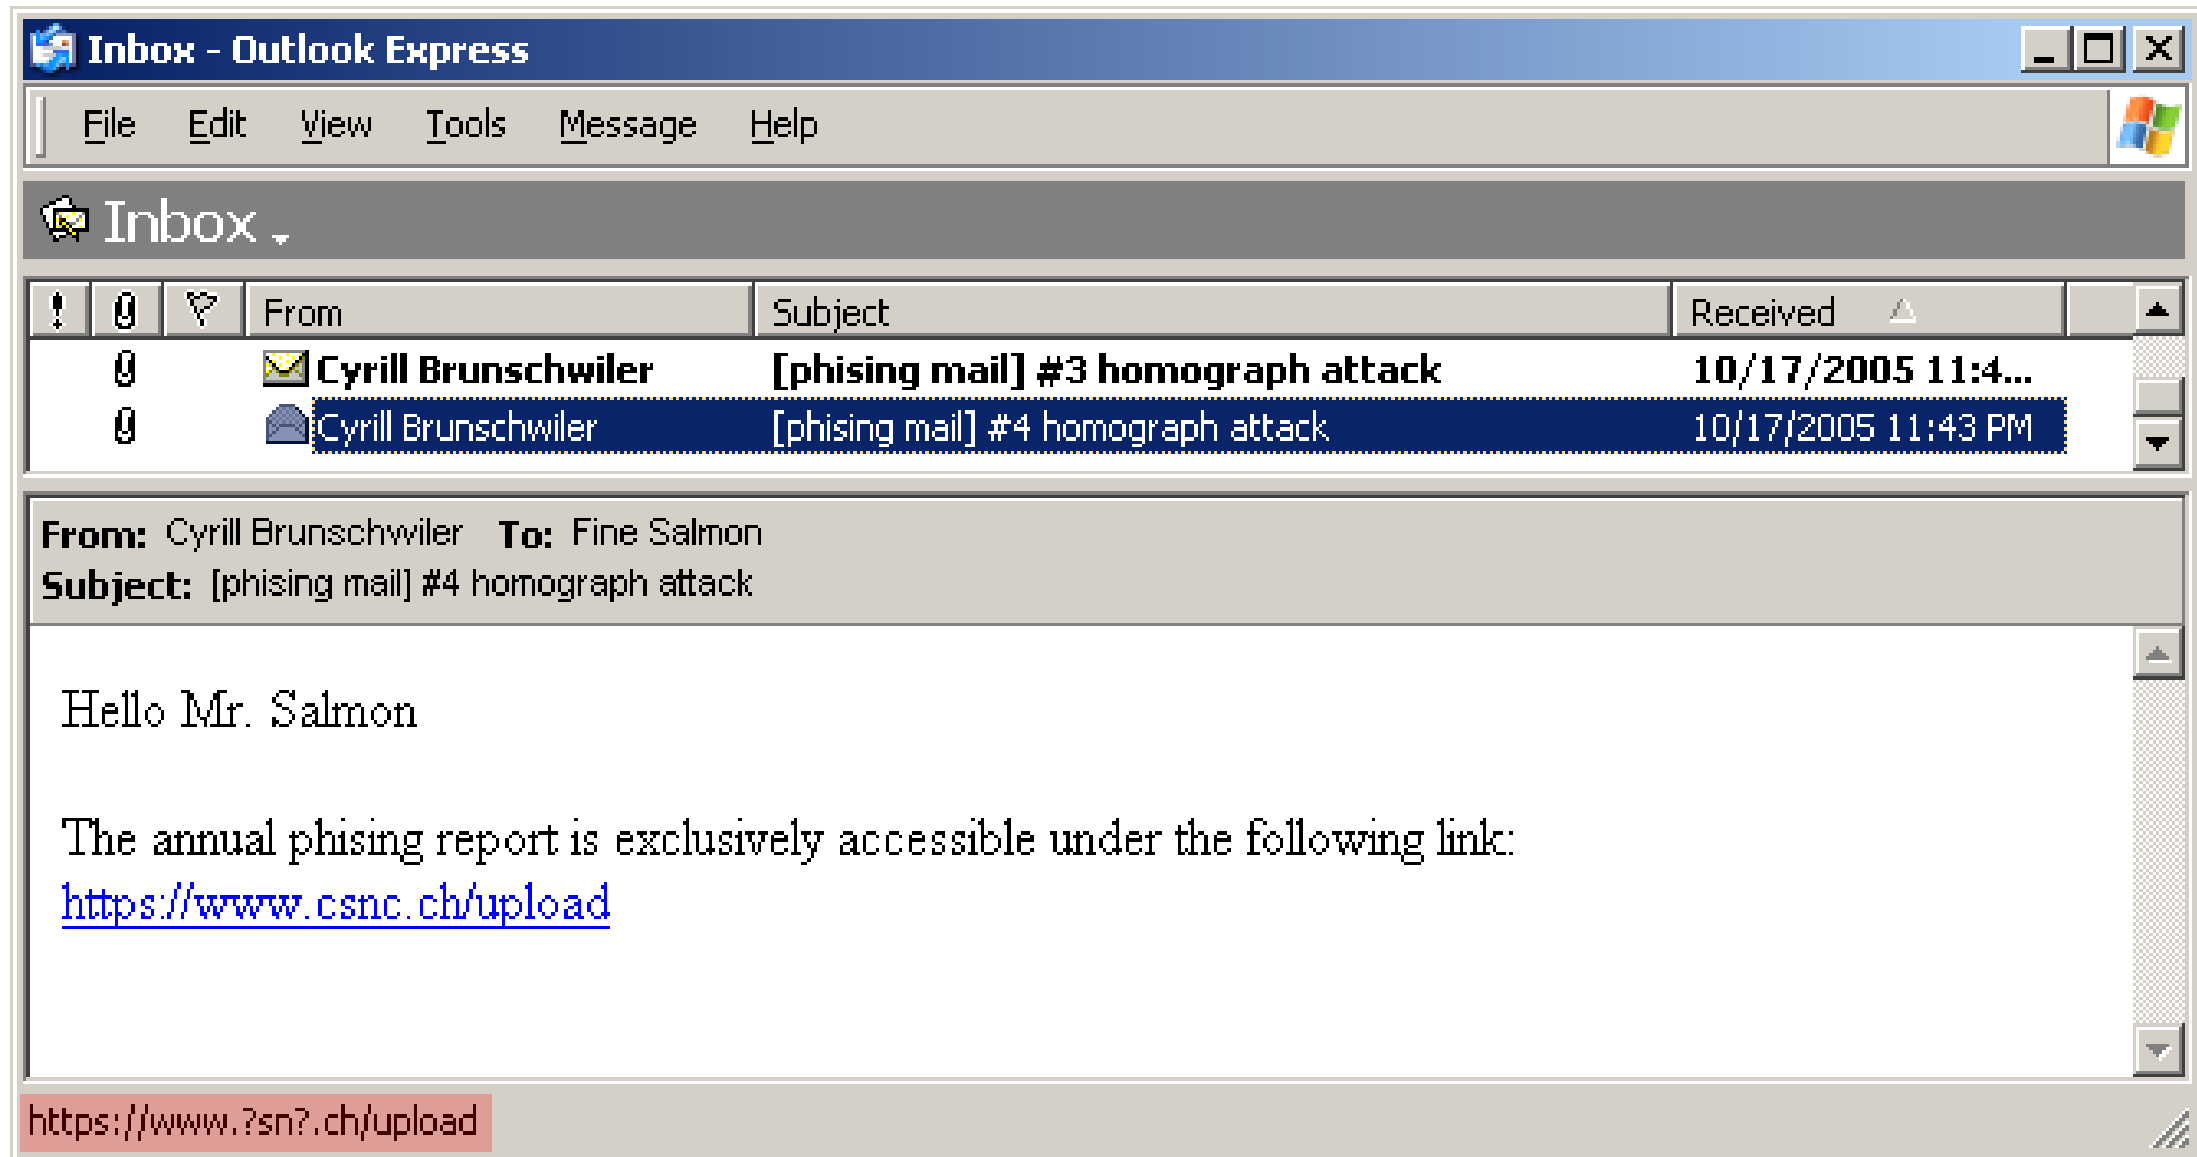 Inbox - Outlook Express
File Edit View Tools Message Help
Inbox
! From Subject Received
Cyrill Brunschwiler [phising mail] #3 homograph attack 10/17/2005 11:4...
Cyrill Brunschwiler [phising mail] #4 homograph attack 10/17/2005 11:43 PM
From: Cyrill Brunschwiler To: Fine Salmon
Subject: [phising mail] #4 homograph attack
Hello Mr. Salmon
The annual phising report is exclusively accessible under the following link:
https://www.csnc.ch/upload
https://www.?sn?.ch/upload